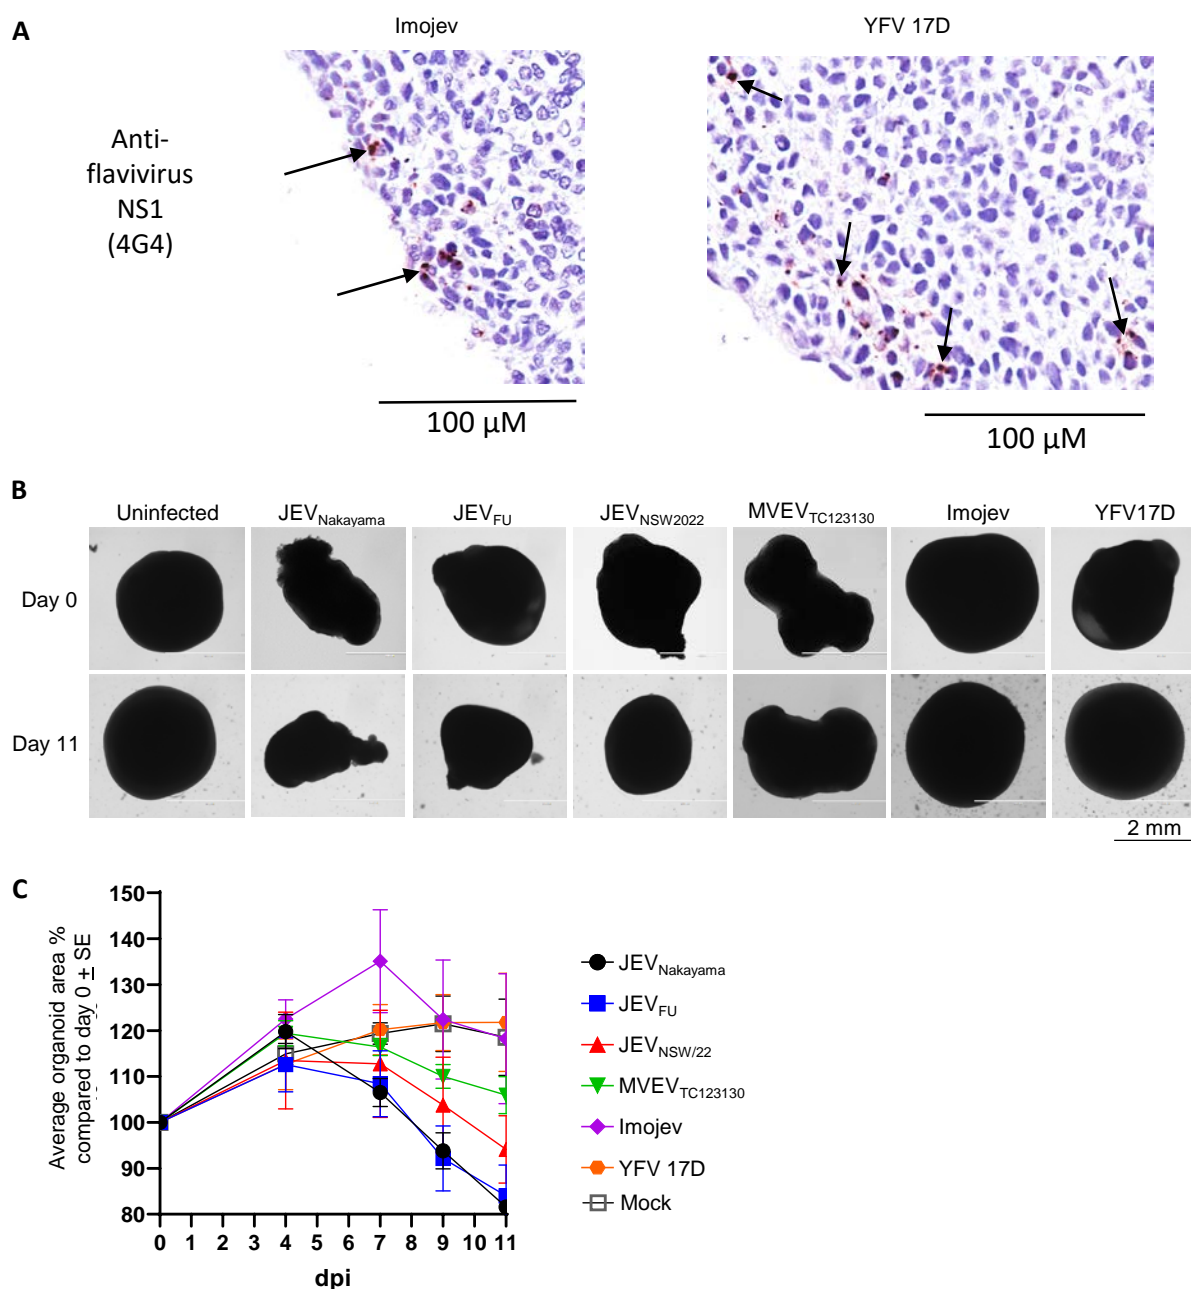 A
Imojev
YFV 17D
Anti-
flavivirus
NS1
(4G4)
100 µM
100 µM
B
Uninfected
JEVNakayama
JEVFU
JEVNSW2022
MVEVTC123130
Imojev
YFV17D
Day 0
Day 11
2 mm
C
Average organoid area %
compared to day 0 ± SE
150
140
130
120
110
100
90
80
0 1 2 3 4 5 6 7 8 9 10 11
dpi
JEVNakayama
JEVFU
JEVNSW/22
MVEVTC123130
Imojev
YFV 17D
Mock